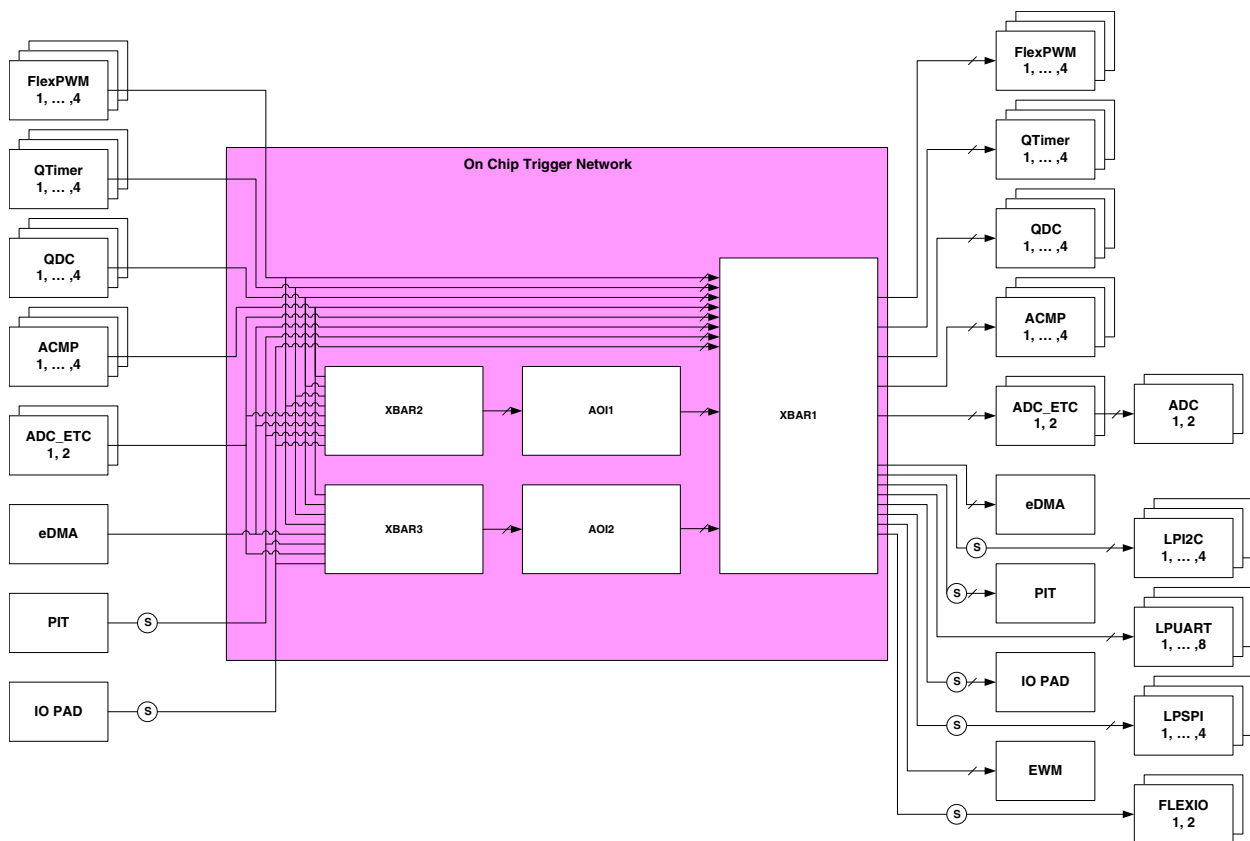 FlexPWM
1, ... ,4
QTimer
1, ... ,4
QDC
1, ... ,4
ACMP
1, ... ,4
ADC_ETC
1, 2
eDMA
PIT
S
IO PAD
S
On Chip Trigger Network
XBAR2
AOI1
XBAR3
AOI2
XBAR1
FlexPWM
1, ... ,4
QTimer
1, ... ,4
QDC
1, ... ,4
ACMP
1, ... ,4
ADC_ETC
1, 2
ADC
1, 2
eDMA
S
LPI2C
1, ... ,4
S
PIT
LPUART
1, ... ,8
S
IO PAD
S
LPSPI
1, ... ,4
EWM
S
FLEXIO
1, 2